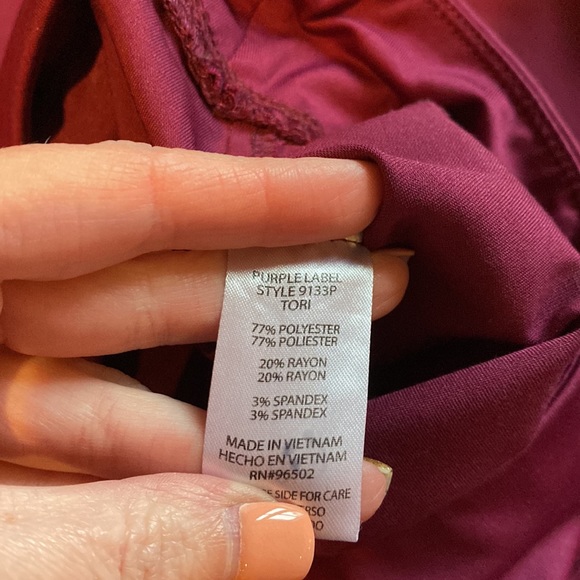 PURPLE LABEL
STYLE 9133P
TORI
77% POLYESTER
77% POLIESTER
20% RAYON
20% RAYON
3% SPANDEX
3% SPANDEX
MADE IN VIETNAM
HECHO EN VIETNAM
RN#96502
SIDE FOR CARE